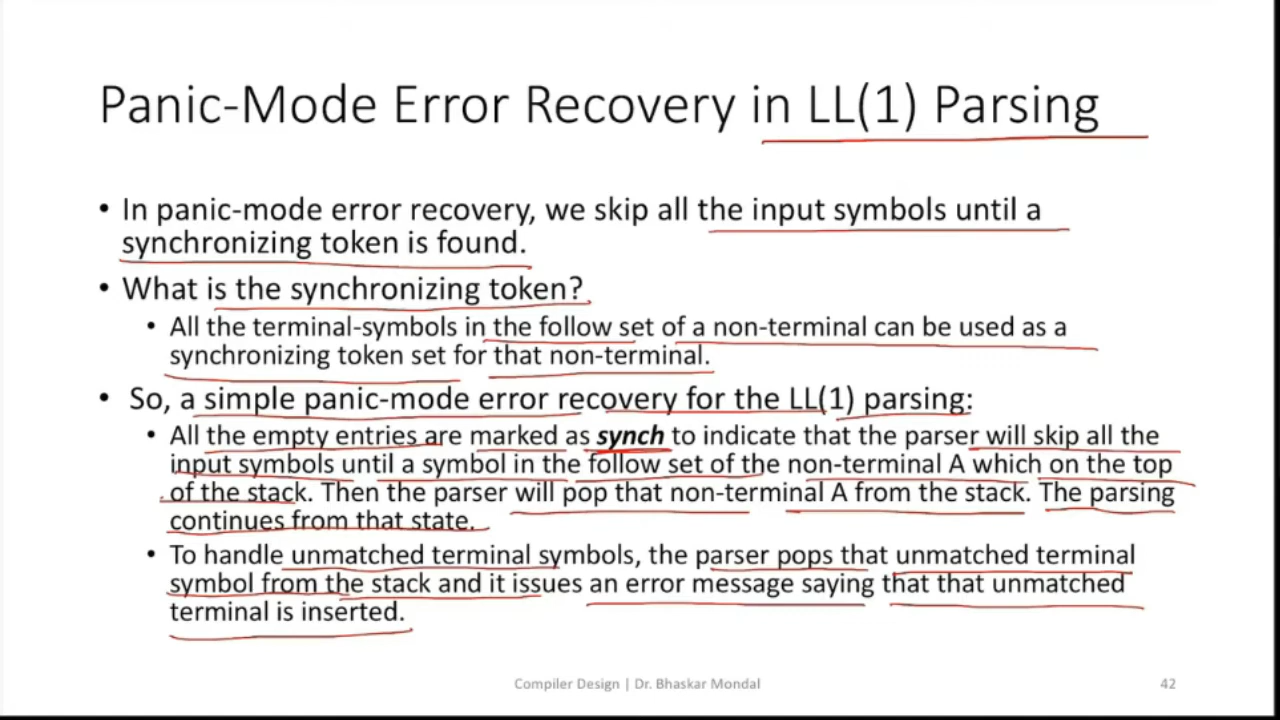 Panic-Mode Error Recovery in LL(1) Parsing
• In panic-mode error recovery, we skip all the input symbols until a
synchronizing token is found.
• What is the synchronizing token?
• All the terminal-symbols in the follow set of a non-terminal can be used as a
synchronizing token set for that non-terminal.
• So, a simple panic-mode error recovery for the LL(1) parsing:
• All the empty entries are marked as synch to indicate that the parser will skip all the
input symbols until a symbol in the follow set of the non-terminal A which on the top
of the stack. Then the parser will pop that non-terminal A from the stack. The parsing
continues from that state.
• To handle unmatched terminal symbols, the parser pops that unmatched terminal
symbol from the stack and it issues an error message saying that that unmatched
terminal is inserted.
Compiler Design | Dr. Bhaskar Mondal
42